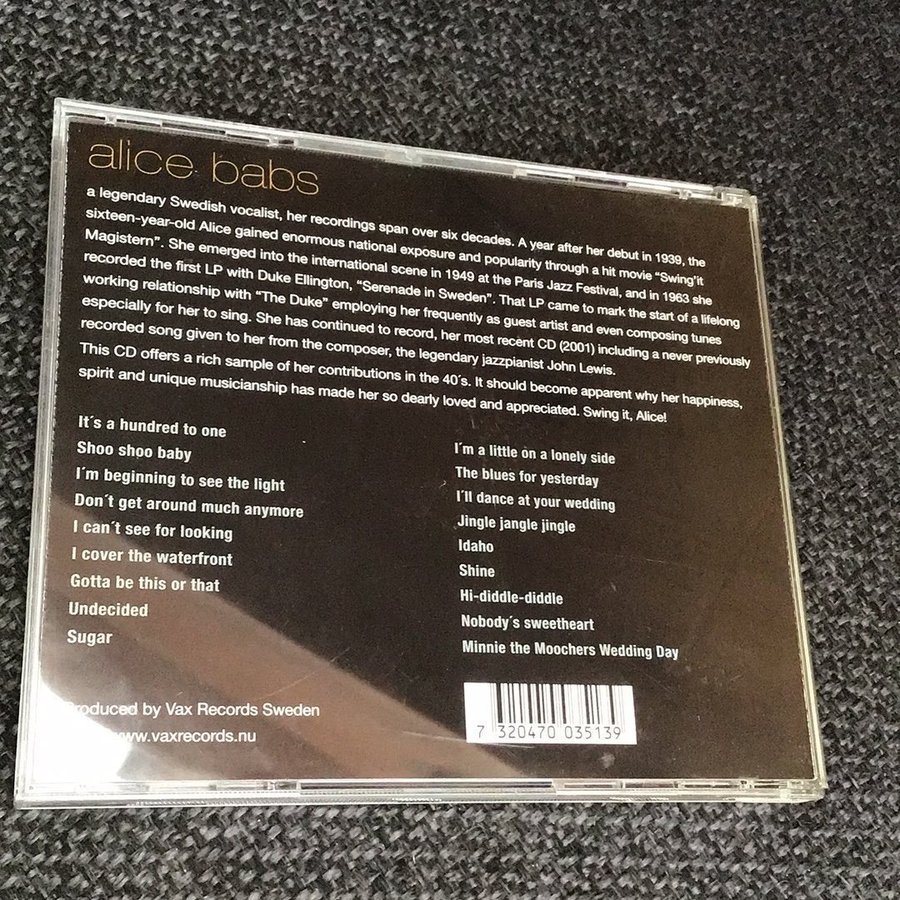 alice babs
a legendary Swedish vocalist, her recordings span over six decades. A year after her debut in 1939, the
sixteen-year-old Alice gained enormous national exposure and popularity through a hit movie “Swing’it
Magistern”. She emerged into the international scene in 1949 at the Paris Jazz Festival, and in 1963 she
recorded the first LP with Duke Ellington, “Serenade in Sweden”. That LP came to mark the start of a lifelong
working relationship with “The Duke” employing her frequently as guest artist and even composing tunes
especially for her to sing. She has continued to record, her most recent CD (2001) including a never previously
recorded song given to her from the composer, the legendary jazzpianist John Lewis.
This CD offers a rich sample of her contributions in the 40´s. It should become apparent why her happiness,
spirit and unique musicianship has made her so dearly loved and appreciated. Swing it, Alice!
It´s a hundred to one
Shoo shoo baby
I´m beginning to see the light
Don´t get around much anymore
I can´t see for looking
I cover the waterfront
Gotta be this or that
Undecided
Sugar
I´m a little on a lonely side
The blues for yesterday
I´ll dance at your wedding
Jingle jangle jingle
Idaho
Shine
Hi-diddle-diddle
Nobody´s sweetheart
Minnie the Moochers Wedding Day
Produced by Vax Records Sweden
www.vaxrecords.nu
7 320470 035139